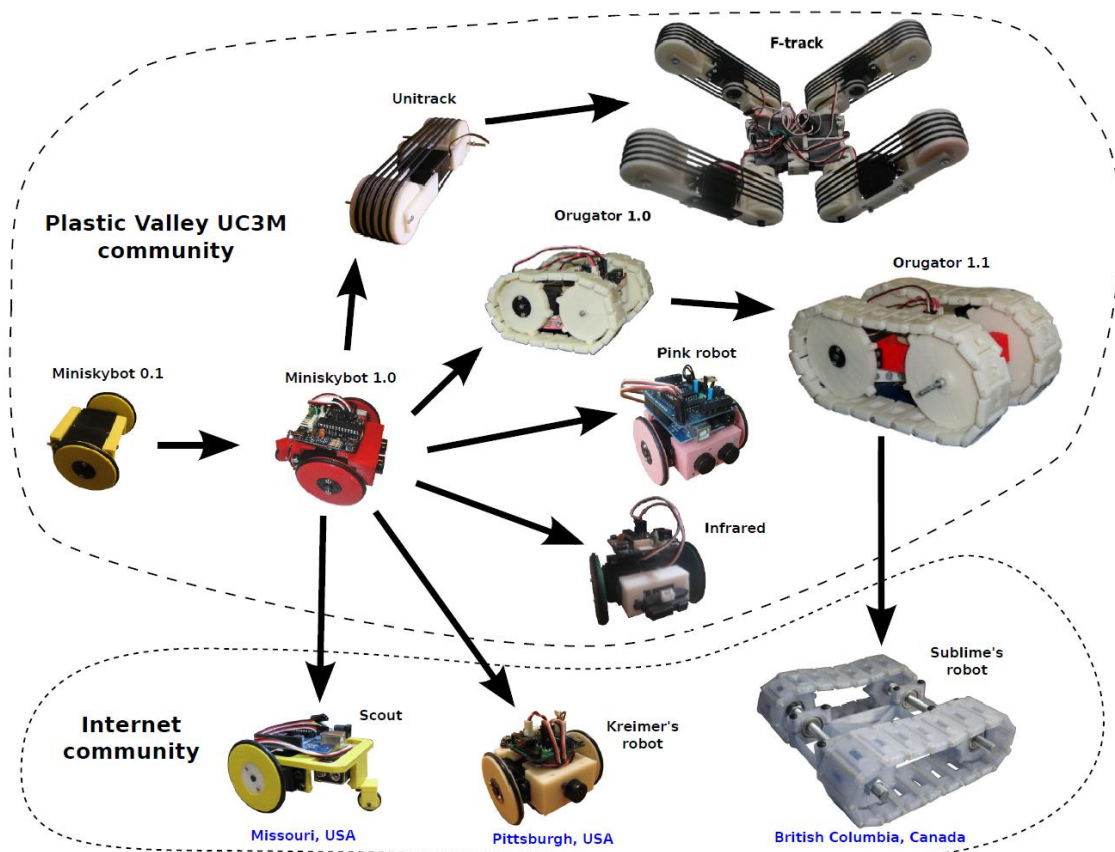 F-track
Unitrack
Plastic Valley UC3M
community
Orugator 1.0
Orugator 1.1
Miniskybot 0.1
Miniskybot 1.0
Pink robot
Infrared
Internet
community
Scout
Kreimer's
robot
Sublime's
robot
Missouri, USA
Pittsburgh, USA
British Columbia, Canada